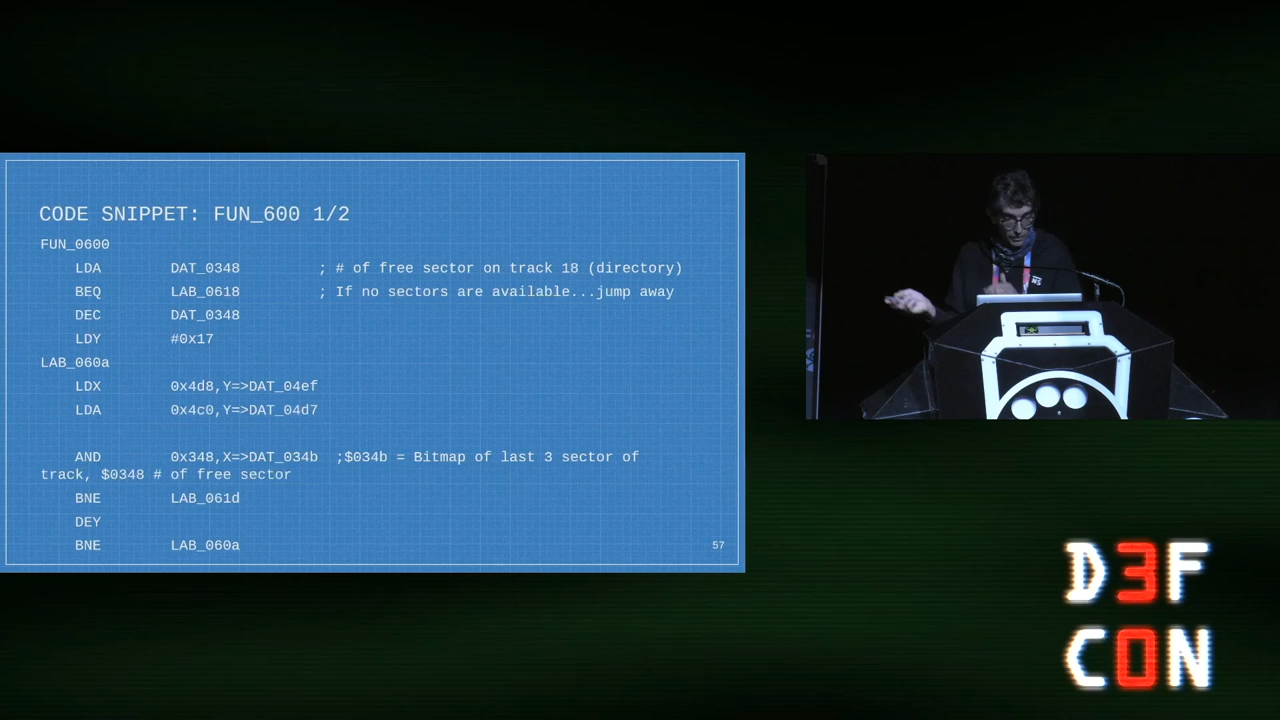 CODE SNIPPET: FUN_600 1/2
FUN_0600
LDA DAT_0348 ; # of free sector on track 18 (directory)
BEQ LAB_0618 ; If no sectors are available...jump away
DEC DAT_0348
LDY #0x17
LAB_060a
LDX 0x4d8,Y=>DAT_04ef
LDA 0x4c0,Y=>DAT_04d7
AND 0x348,X=>DAT_034b ;$034b = Bitmap of last 3 sector of
track, $0348 # of free sector
BNE LAB_061d
DEY
BNE LAB_060a
57
D3F
C0N